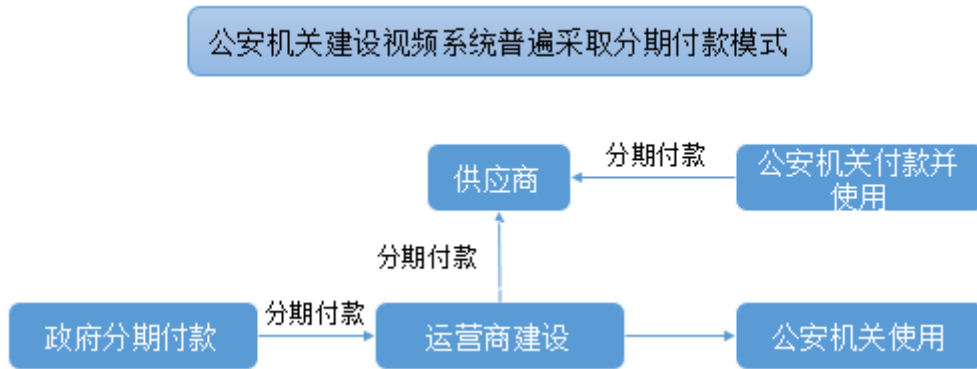 公安机关建设视频系统普遍采取分期付款模式
供应商
分期付款
公安机关付款并
使用
分期付款
政府分期付款
分期付款
运营商建设
公安机关使用